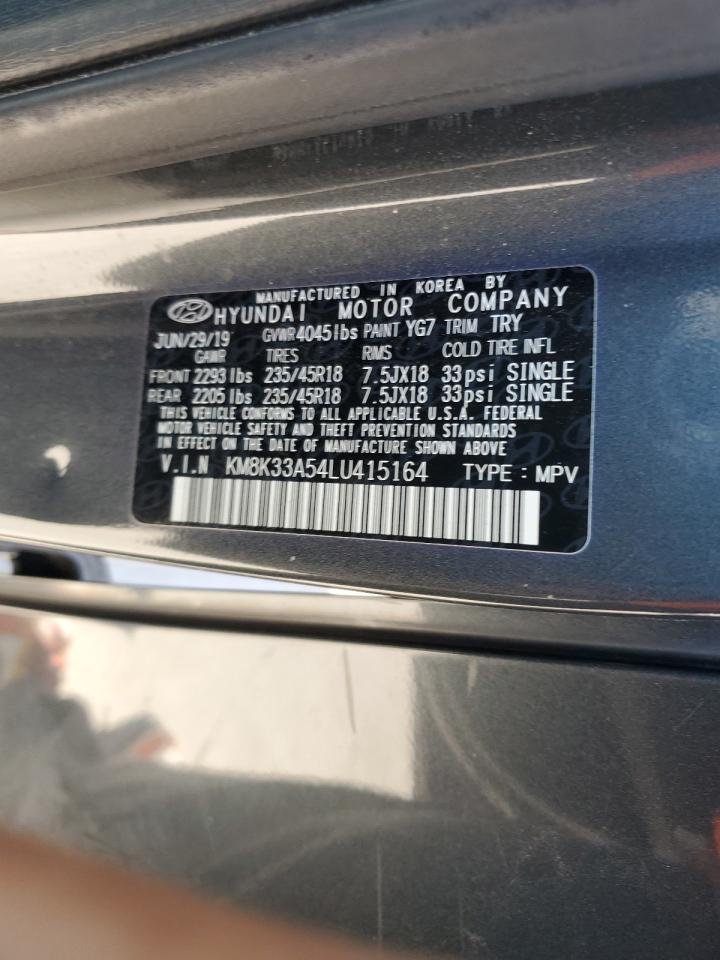 MANUFACTURED IN KOREA BY
HYUNDAI MOTOR COMPANY
JUN/29/19 GVWR 4045lbs PAINT YG7 TRIM TRY
GAWR TIRES RIMS COLD TIRE INFL
FRONT 2293 lbs 235/45R18 7.5JX18 33psi SINGLE
REAR 2205 lbs 235/45R18 7.5JX18 33psi SINGLE
THIS VEHICLE CONFORMS TO ALL APPLICABLE U.S.A. FEDERAL
MOTOR VEHICLE SAFETY AND THEFT PREVENTION STANDARDS
IN EFFECT ON THE DATE OF MANUFACTURE SHOWN ABOVE
V.I.N KM8K33A54LU415164 TYPE : MPV